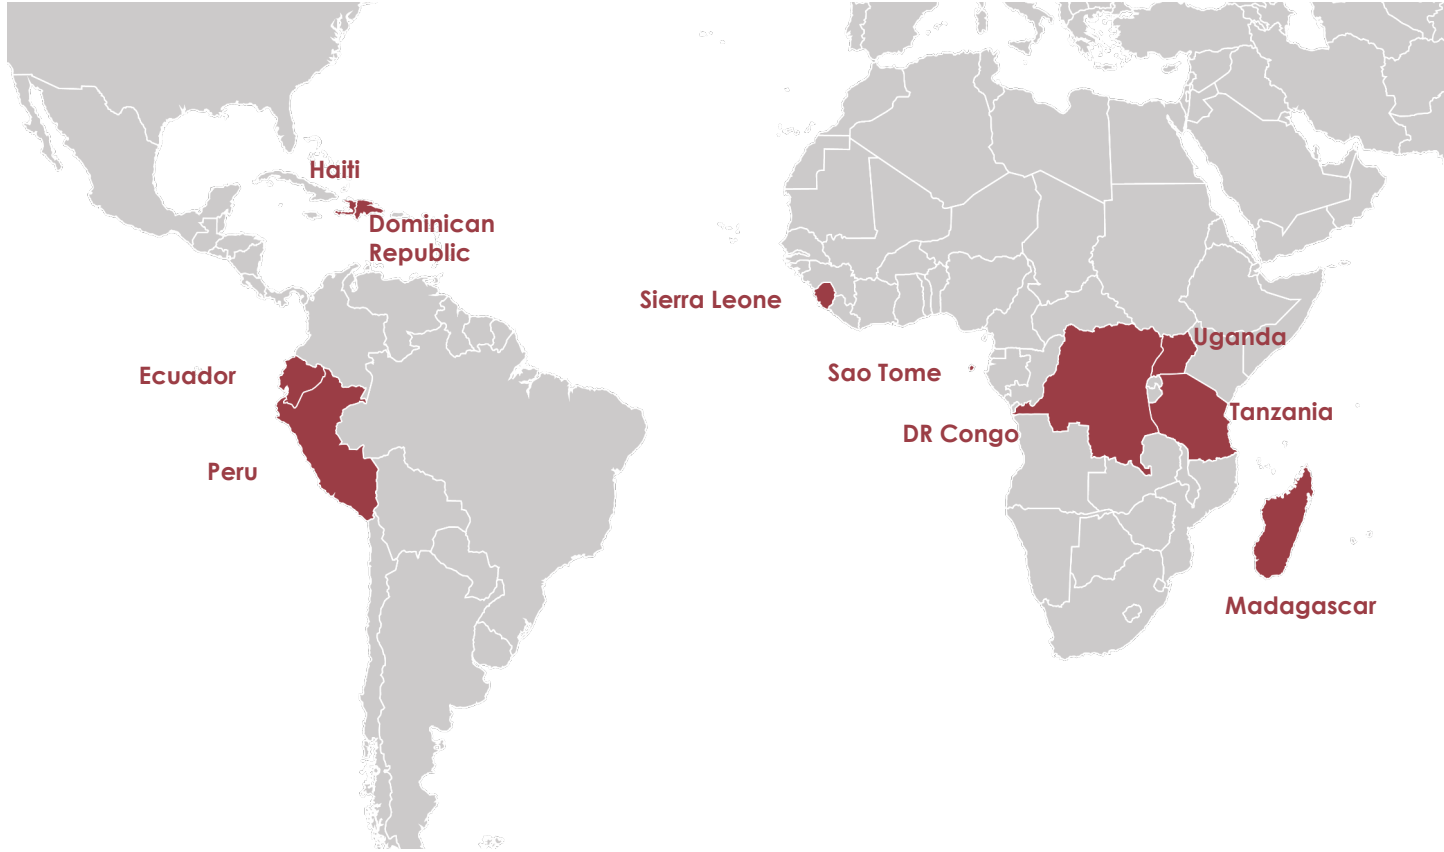 Haiti
Dominican
Republic
Sierra Leone
Uganda
Ecuador
Sao Tome
Tanzania
DR Congo
Peru
Madagascar